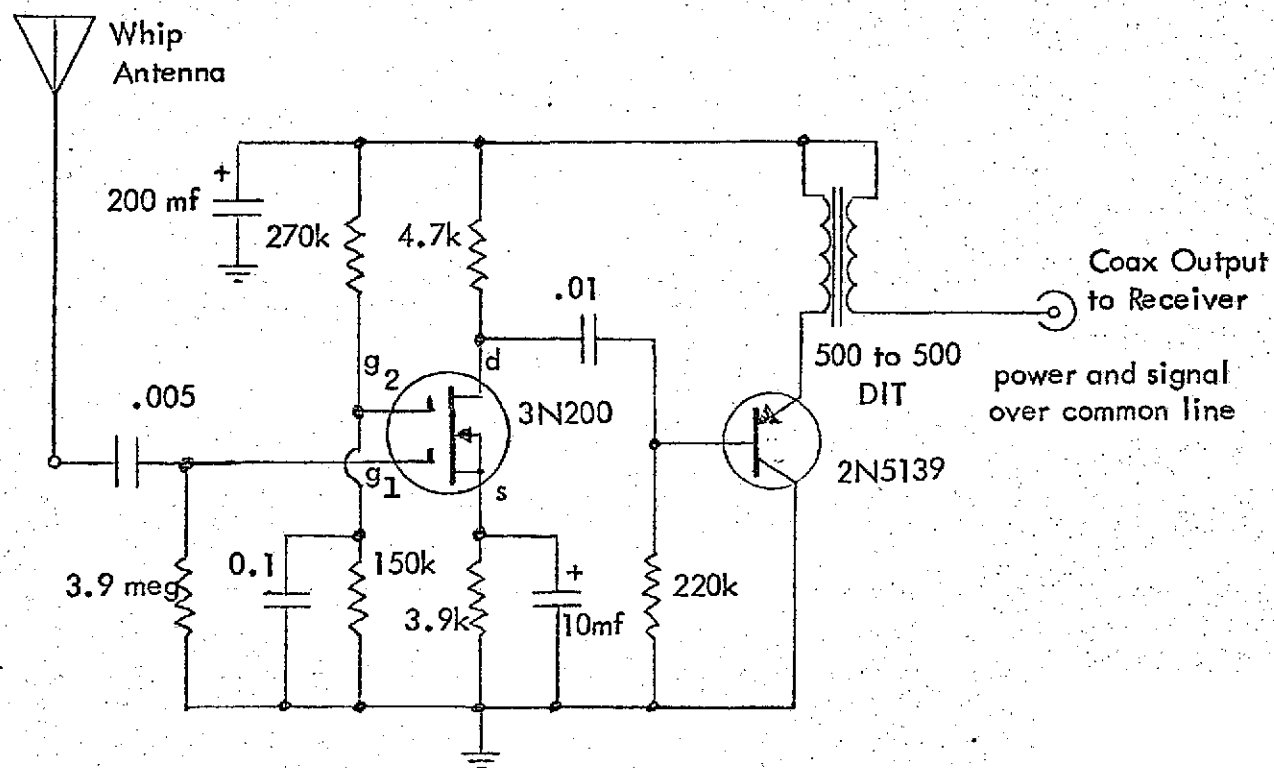 Whip
Antenna
+
200 mf
270k
4.7k
.01
Coax Output
to Receiver
500 to 500
DIT
power and signal
over common line
g2
d
3N200
.005
g1
s
2N5139
3.9 meg
0.1
150k
3.9k
+
10mf
220k